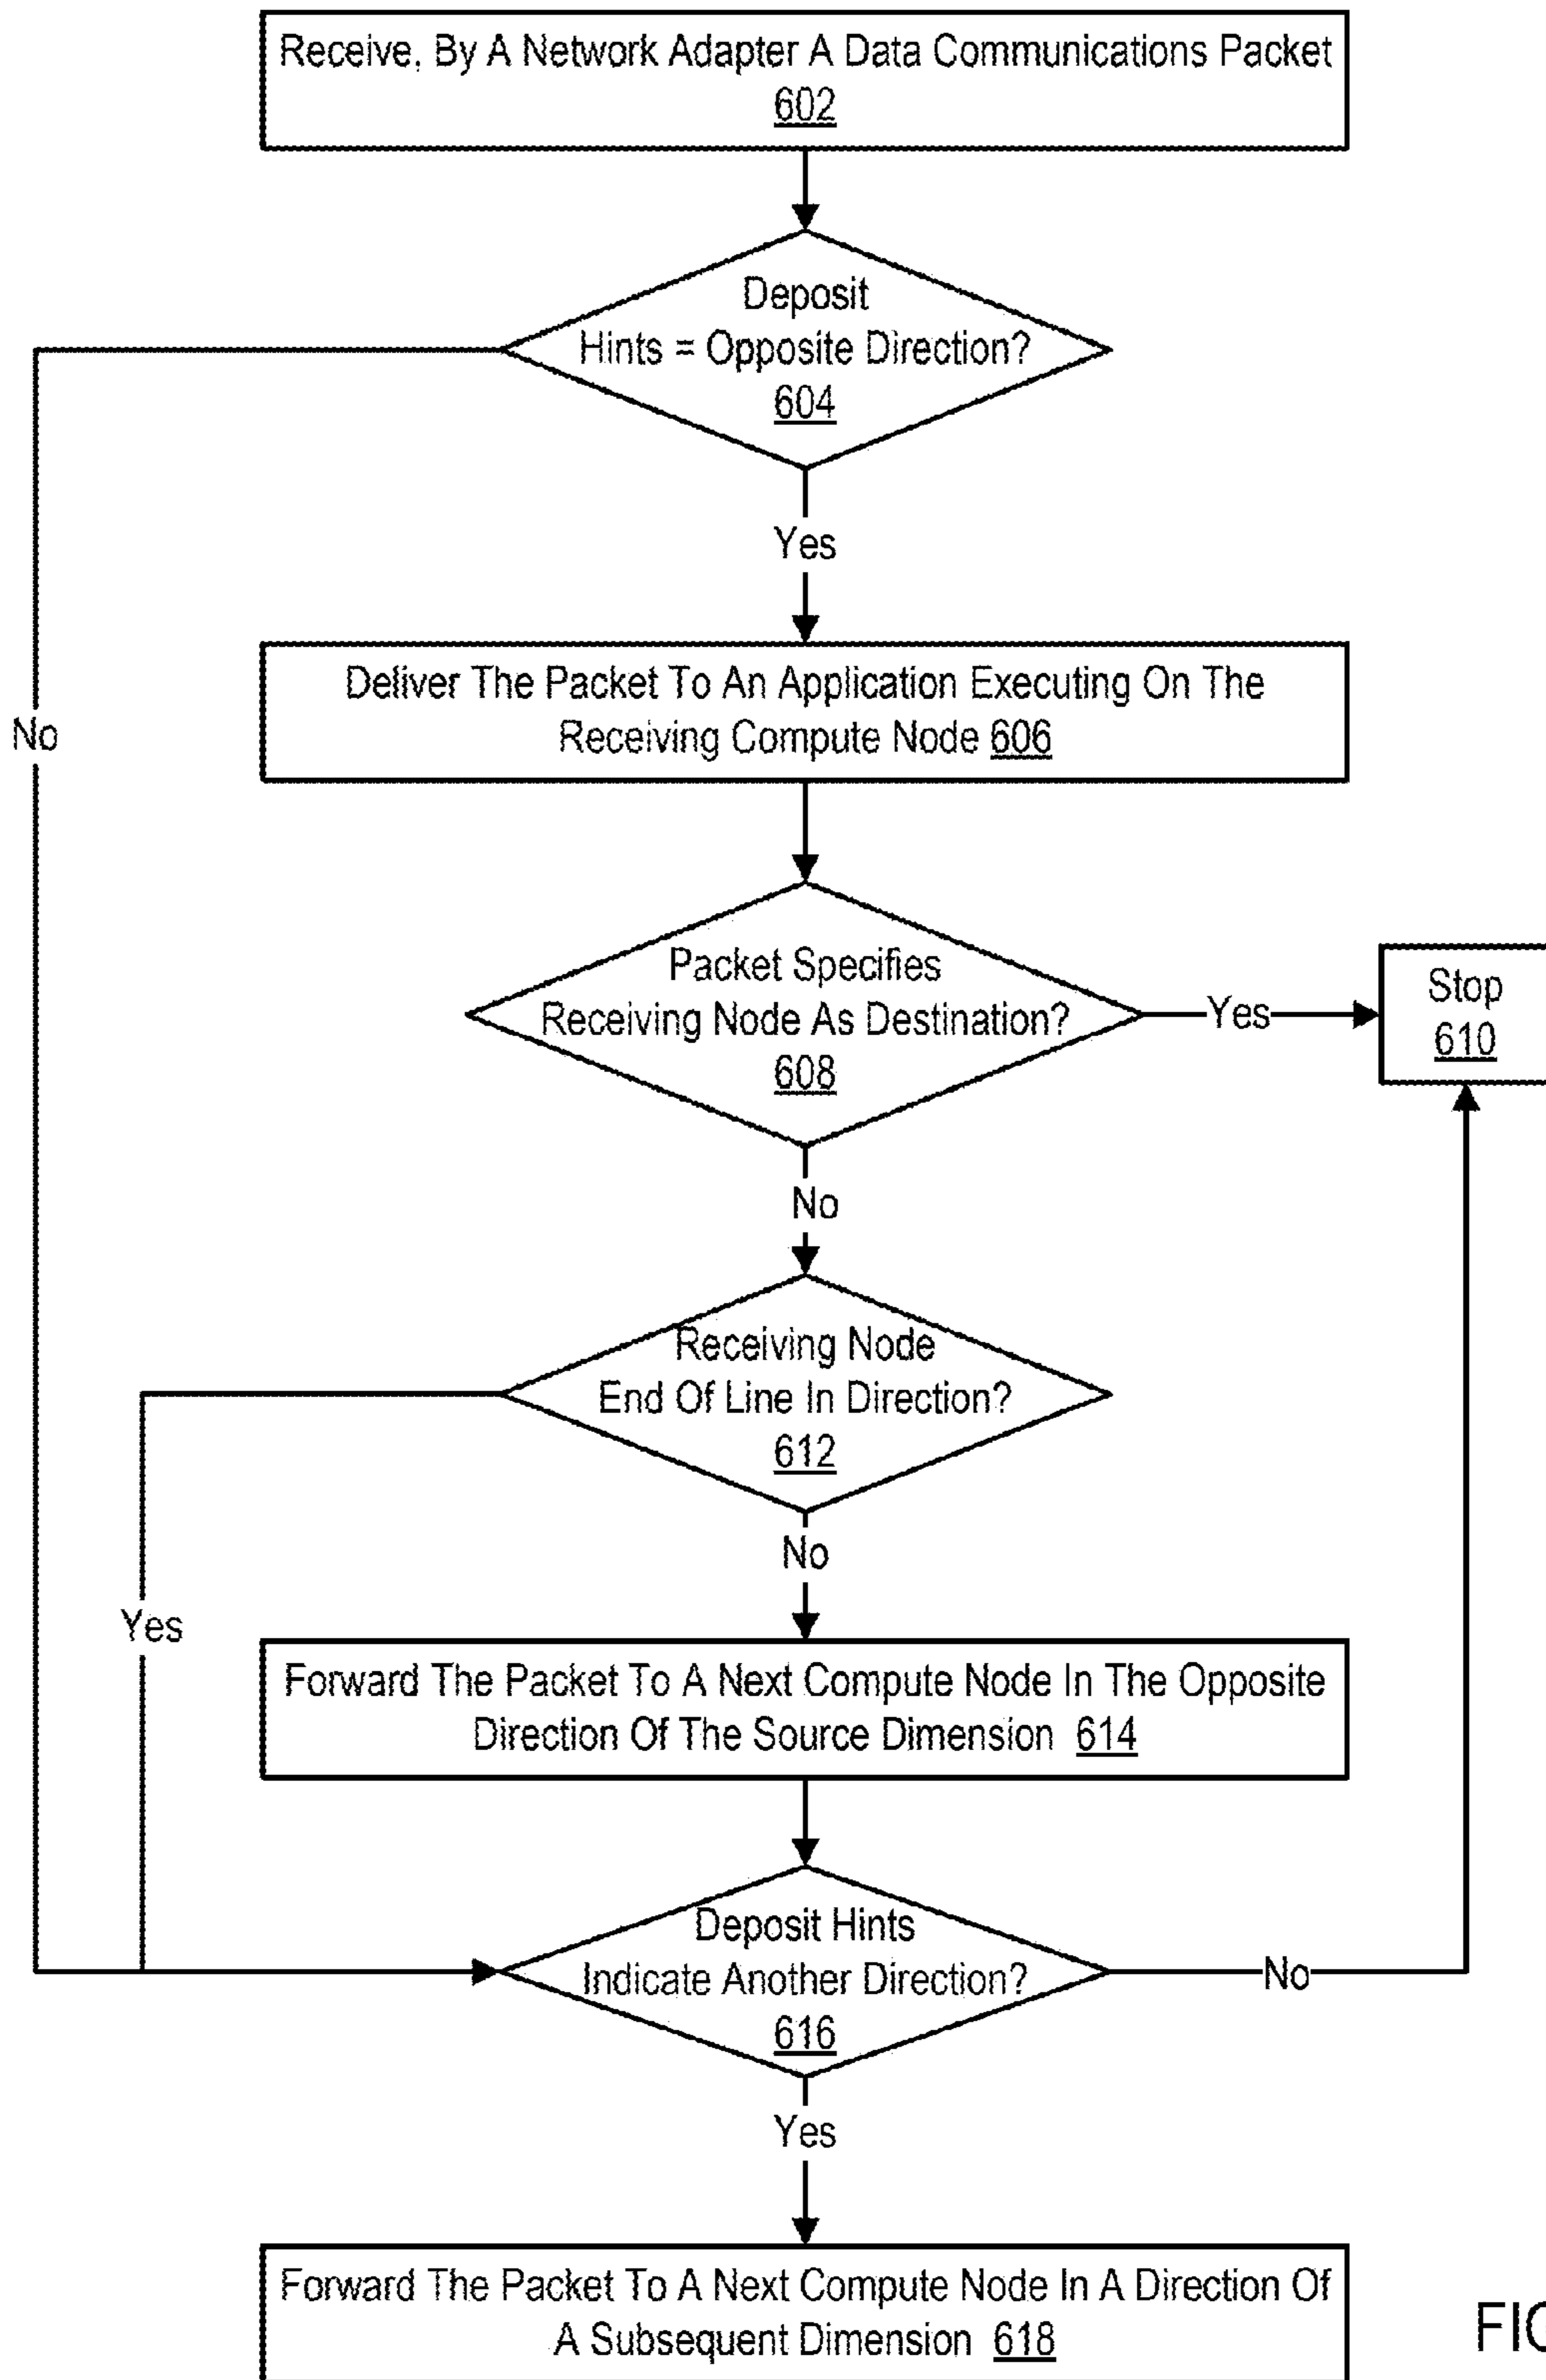 Receive, By A Network Adapter A Data Communications Packet
602
Deposit
Hints = Opposite Direction?
604
Yes
No
Deliver The Packet To An Application Executing On The
Receiving Compute Node 606
Packet Specifies
Receiving Node As Destination?
608
Yes
Stop
610
No
Receiving Node
End Of Line In Direction?
612
No
Yes
Forward The Packet To A Next Compute Node In The Opposite
Direction Of The Source Dimension 614
Deposit Hints
Indicate Another Direction?
616
No
Yes
Forward The Packet To A Next Compute Node In A Direction Of
A Subsequent Dimension 618